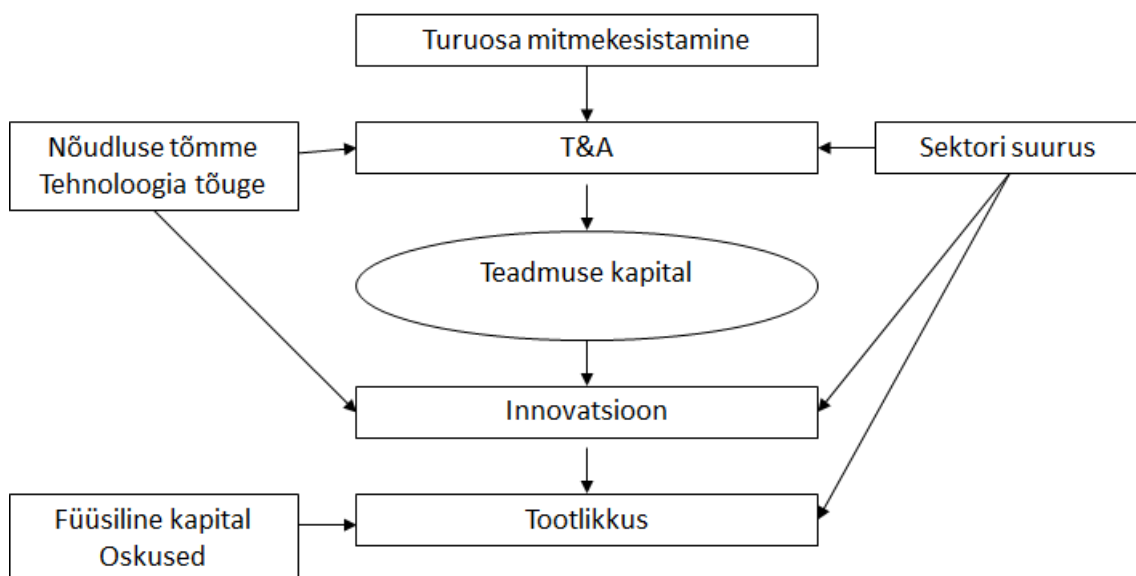 Turuosa mitmekesistamine
Nõudluse tõmme
Tehnoloogia tõuge
T&A
Sektori suurus
Teadmuse kapital
Innovatsioon
Füüsiline kapital
Oskused
Tootlikkus